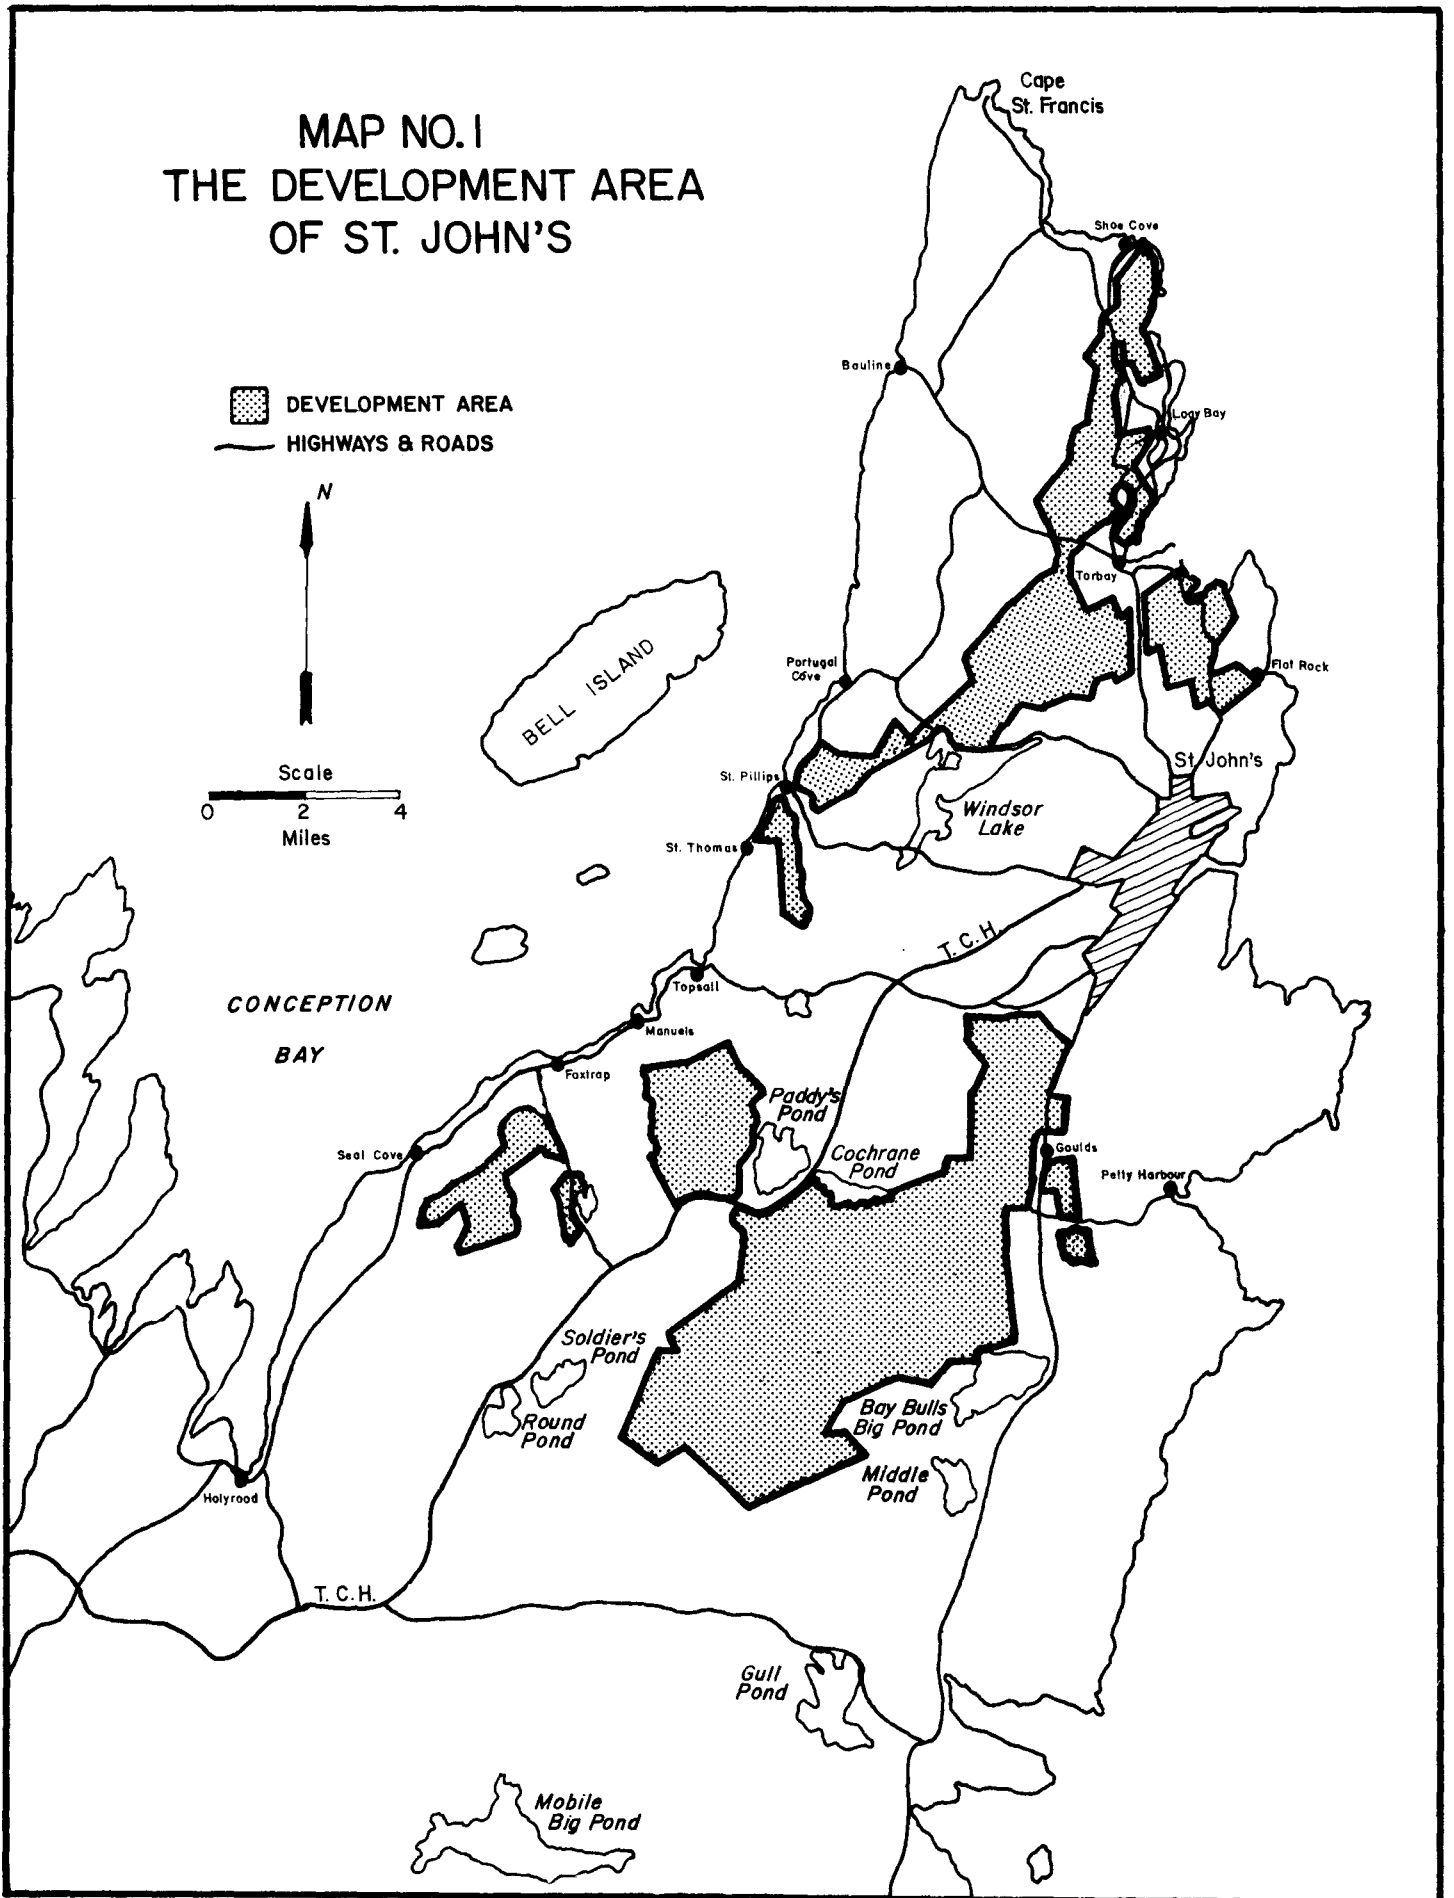 MAP NO. 1
THE DEVELOPMENT AREA
OF ST. JOHN'S
Cape
St. Francis
Shoe Cove
Bauline
DEVELOPMENT AREA
HIGHWAYS & ROADS
Logy Bay
N
Torbay
BELL ISLAND
Portugal
Cove
Flat Rock
Scale
0 2 4
Miles
St. John's
St. Pillips
Windsor
Lake
St. Thomas
T.C.H.
Topsail
CONCEPTION
BAY
Manuels
Foxtrap
Paddy's
Pond
Seal Cove
Cochrane
Pond
Goulds
Petty Harbour
Soldier's
Pond
Round
Pond
Bay Bulls
Big Pond
Middle
Pond
Holyrood
T.C.H.
Gull
Pond
Mobile
Big Pond